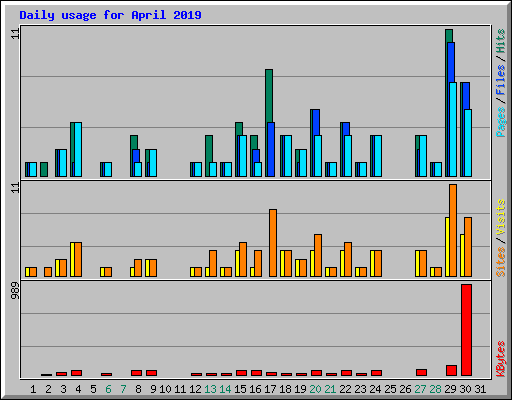 Daily usage for April 2019
11
Pages / Files / Hits
11
Sites / Visits
989
KBytes
1 2 3 4 5 6 7 8 9 10 11 12 13 14 15 16 17 18 19 20 21 22 23 24 25 26 27 28 29 30 31